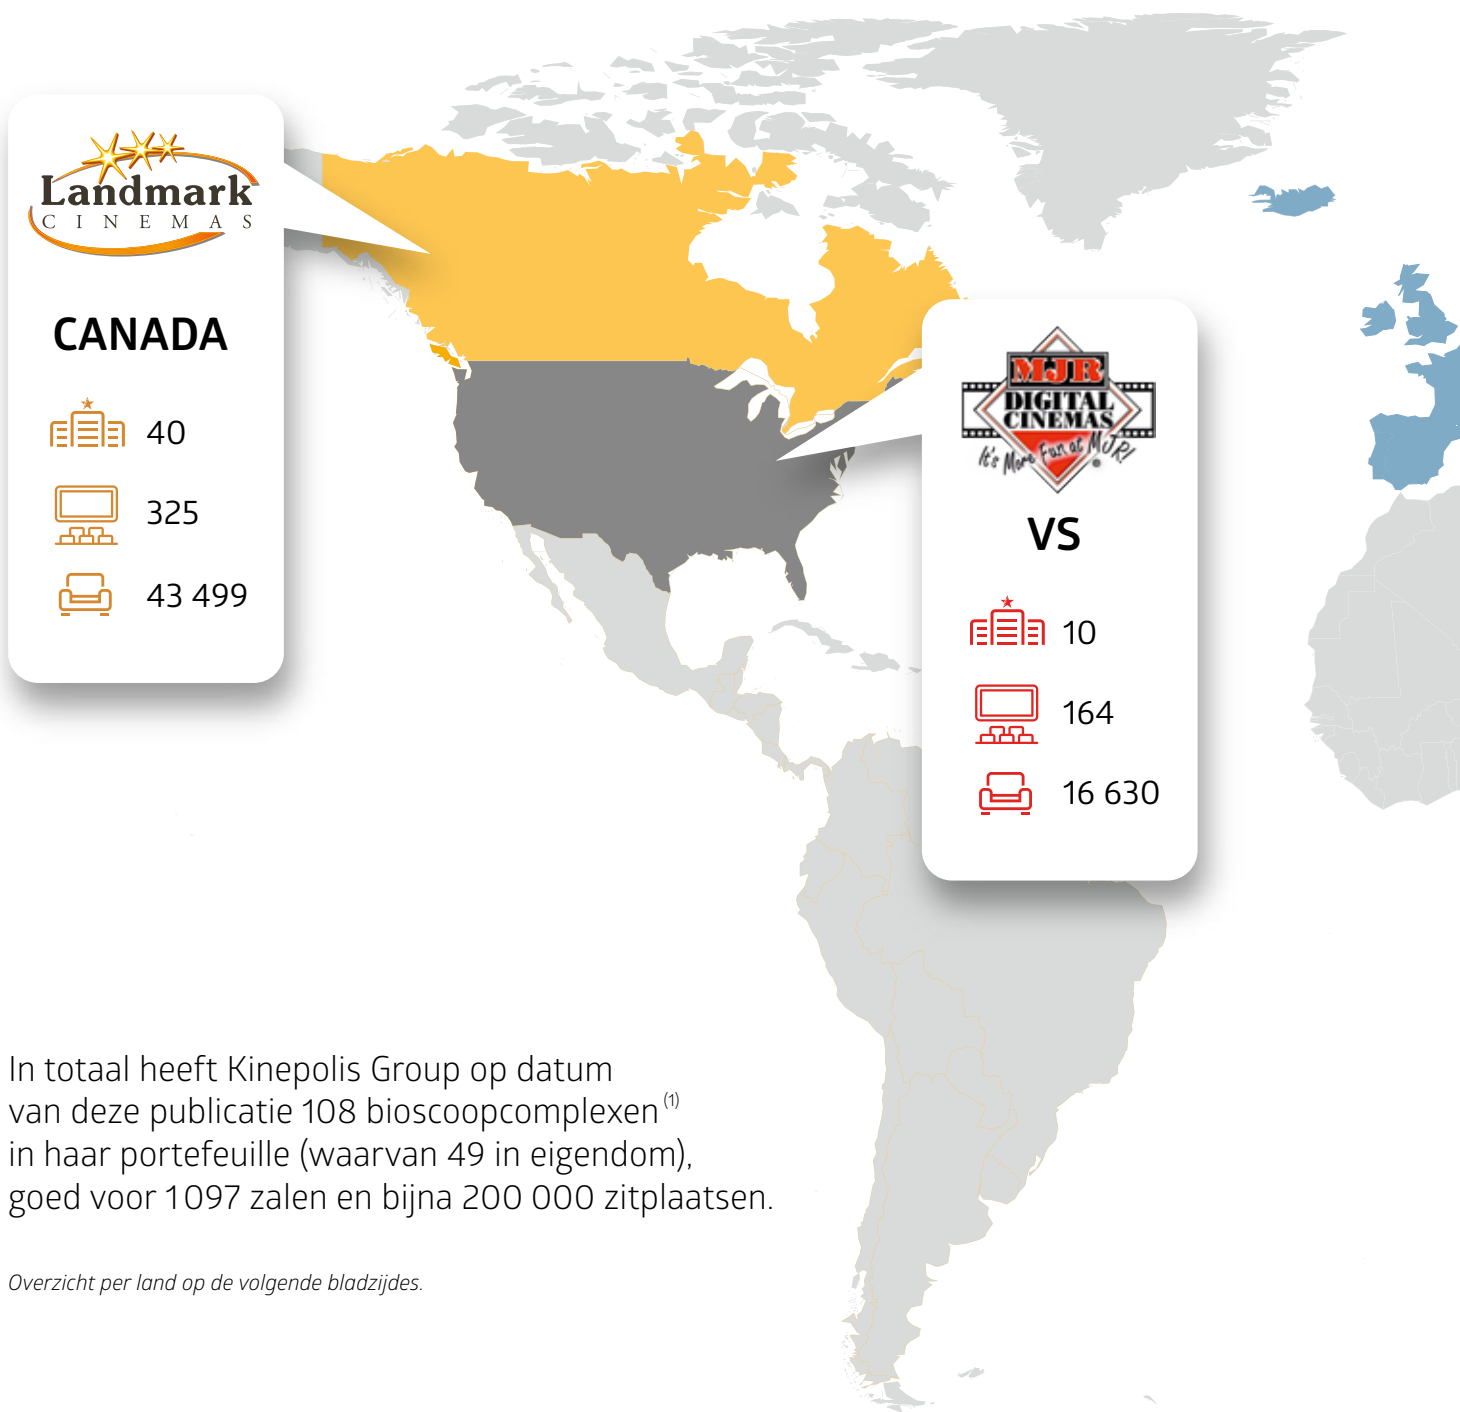 Landmark
CINEMAS
CANADA
40
325
43 499
MJR
DIGITAL
CINEMAS
It's More Fun at MJR!
VS
10
164
16 630
In totaal heeft Kinepolis Group op datum
van deze publicatie 108 bioscoopcomplexen (1)
in haar portefeuille (waarvan 49 in eigendom),
goed voor 1 097 zalen en bijna 200 000 zitplaatsen.
Overzicht per land op de volgende bladzijdes.